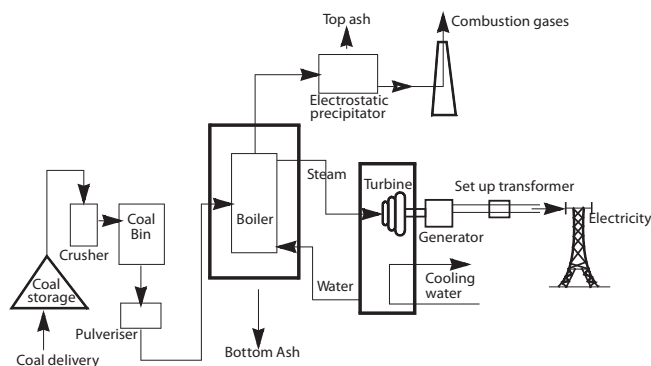 Top ash
Combustion gases
Electrostatic
precipitator
Steam
Turbine
Set up transformer
Coal
Bin
Boiler
Electricity
Crusher
Generator
Coal
storage
Cooling
water
Water
Pulveriser
Bottom Ash
Coal delivery